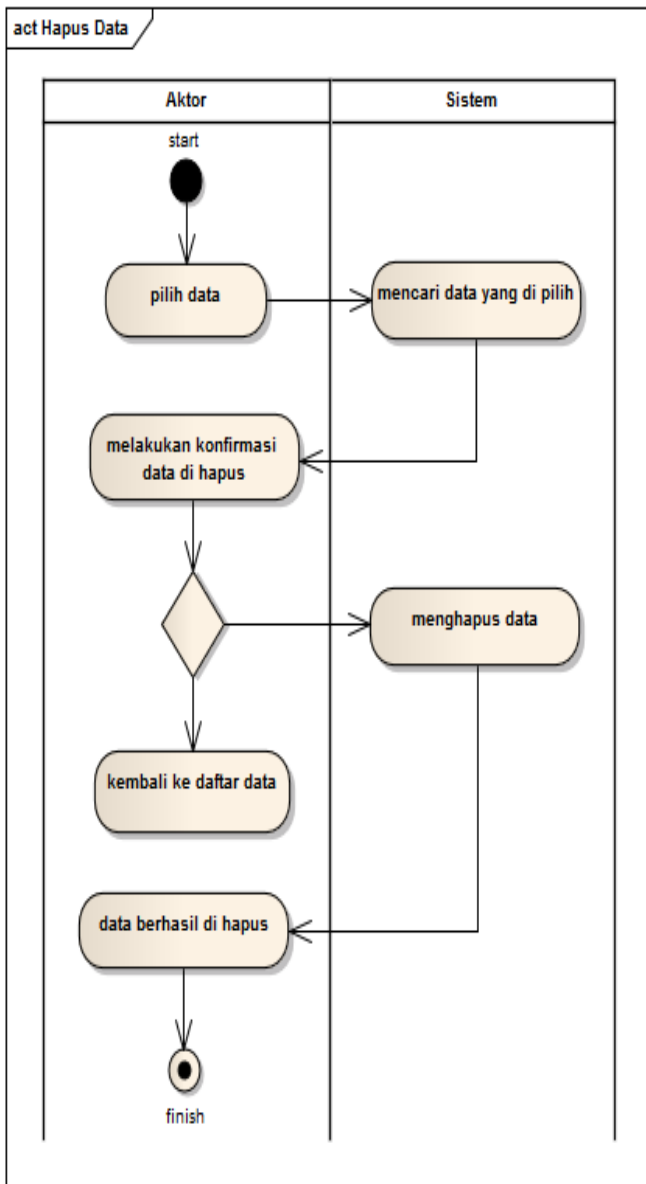 act Hapus Data
Aktor
Sistem
start
pilih data
mencari data yang di pilih
melakukan konfirmasi
data di hapus
menghapus data
kembali ke daftar data
data berhasil di hapus
finish